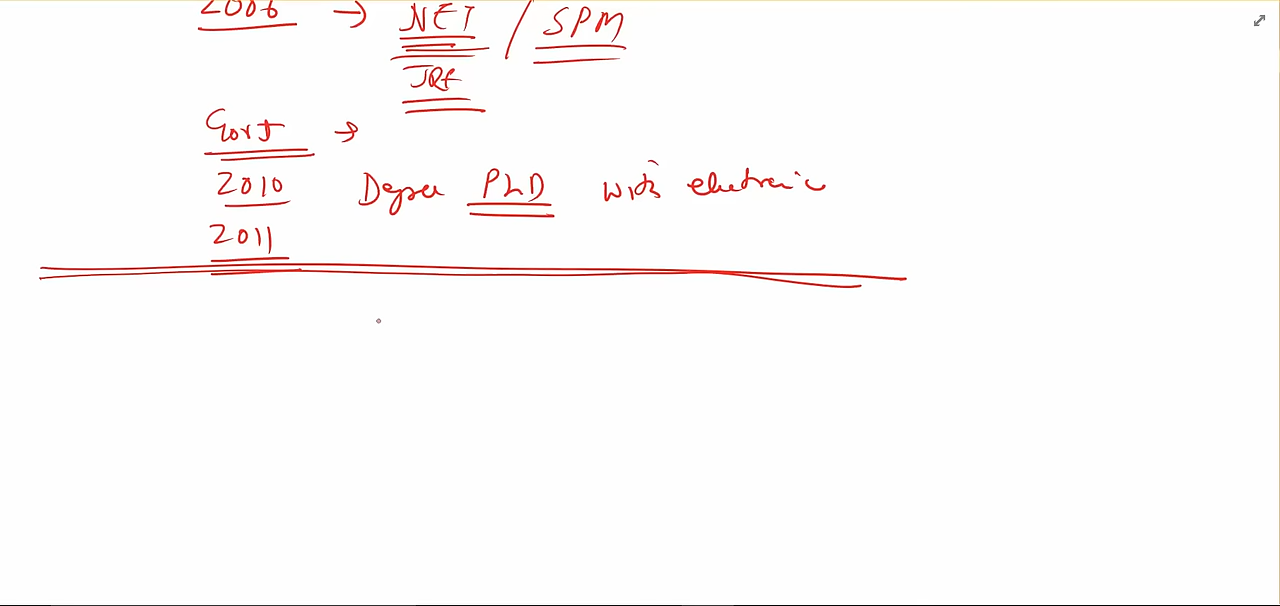 2006 → NET / SPM
JRF
Govt →
2010 Degree PhD with electronic
2011